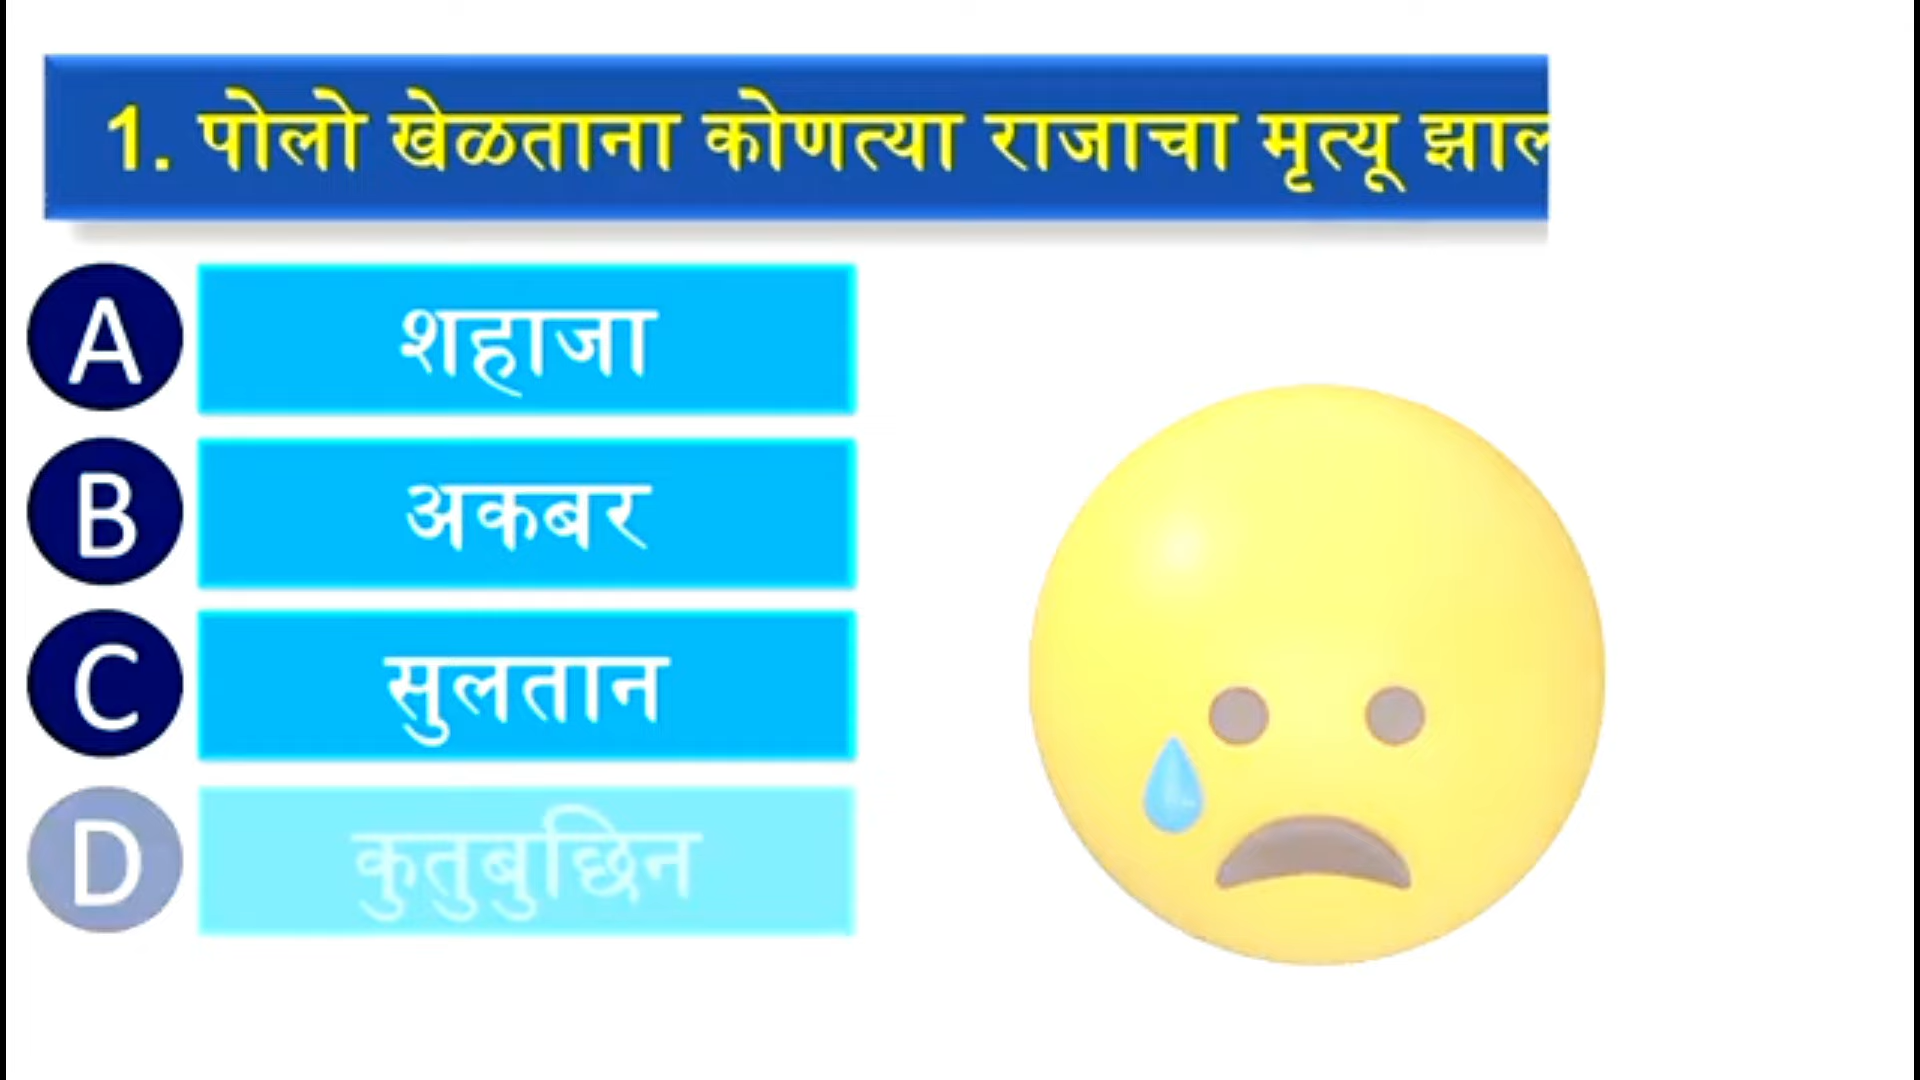 1. पोलो खेळताना कोणत्या राजाचा मृत्यू झाल
A शहाजा
B अकबर
C सुलतान
D कुतुबुछिन